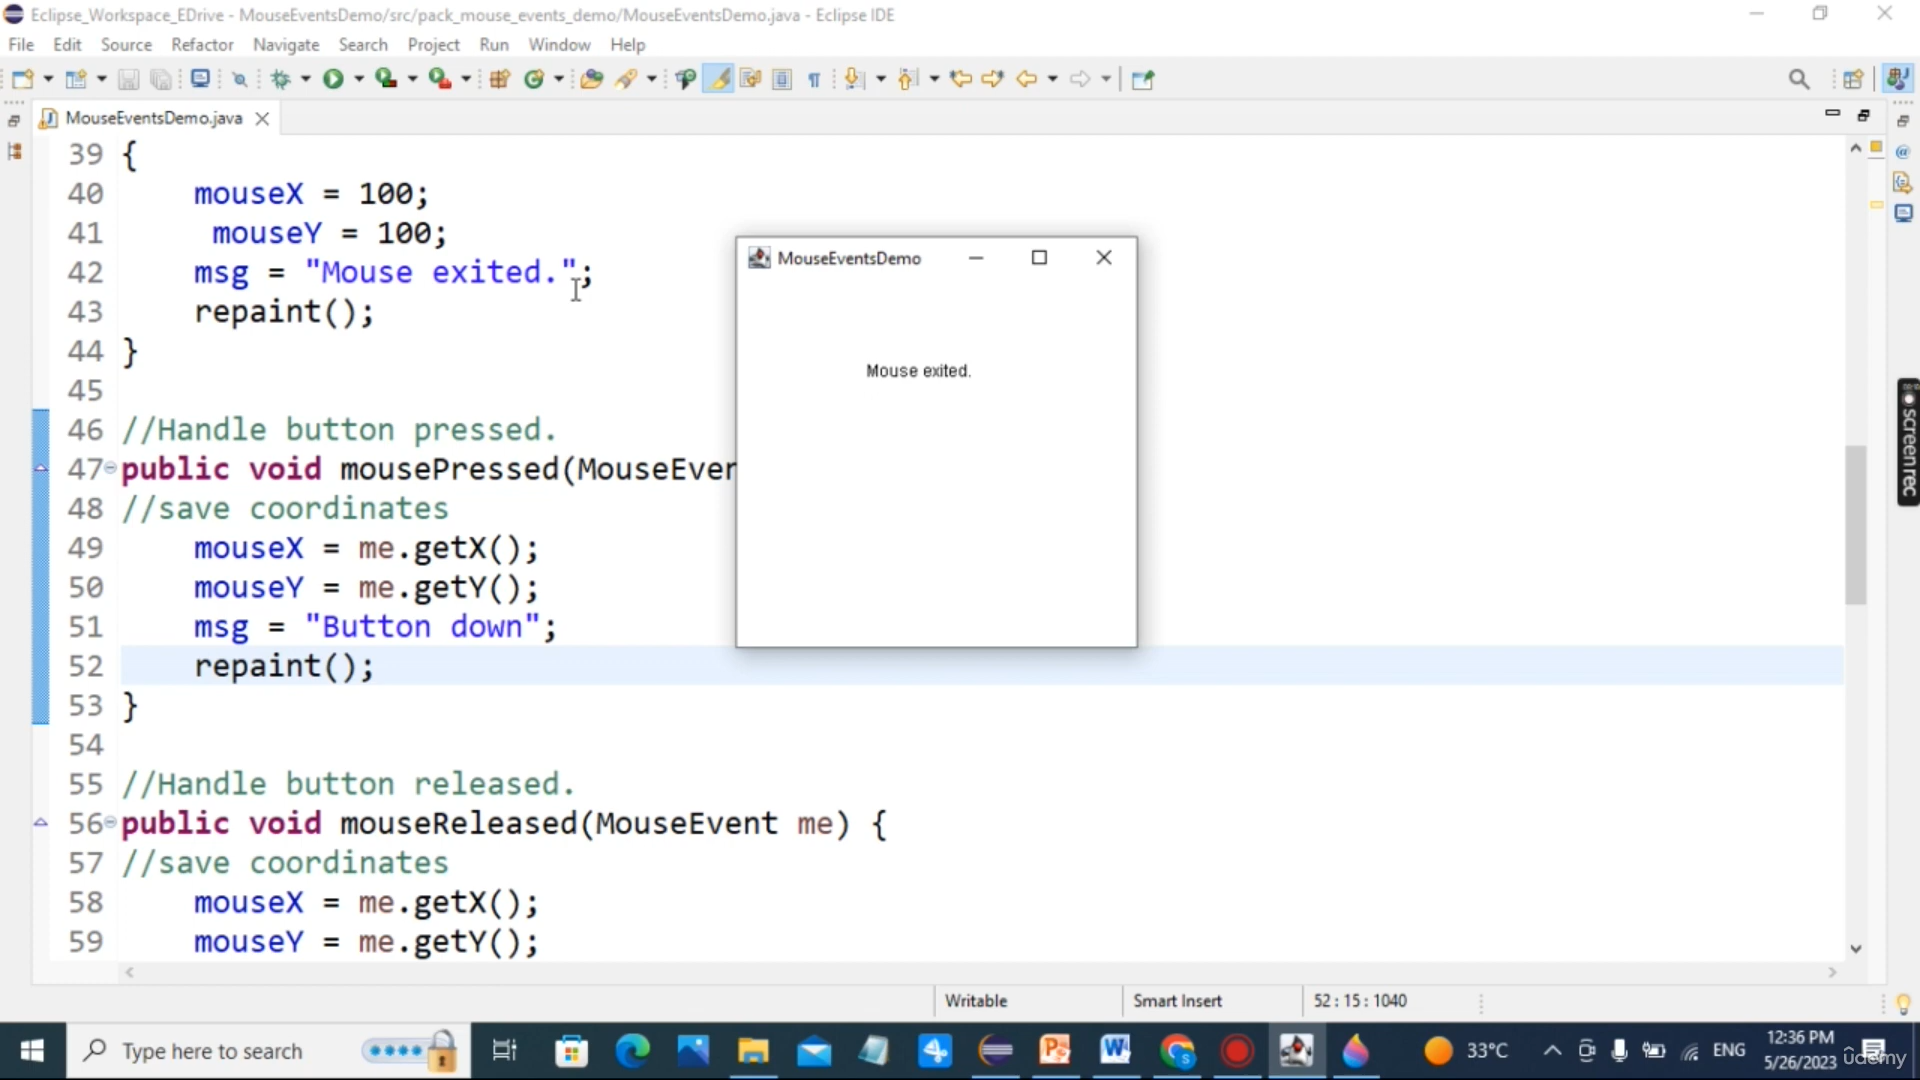 Eclipse_Workspace_EDrive - MouseEventsDemo/src/pack_mouse_events_demo/MouseEventsDemo.java - Eclipse IDE
File Edit Source Refactor Navigate Search Project Run Window Help
MouseEventsDemo.java
39 {
40 mouseX = 100;
41 mouseY = 100;
42 msg = "Mouse exited.";
43 repaint();
44 }
45
46 //Handle button pressed.
47 public void mousePressed(MouseEven
48 //save coordinates
49 mouseX = me.getX();
50 mouseY = me.getY();
51 msg = "Button down";
52 repaint();
53 }
54
55 //Handle button released.
56 public void mouseReleased(MouseEvent me) {
57 //save coordinates
58 mouseX = me.getX();
59 mouseY = me.getY();
MouseEventsDemo
Mouse exited.
screenrec
Writable
Smart Insert
52 : 15 : 1040
Type here to search
33°C
ENG
12:36 PM
5/26/2023
ûdemy